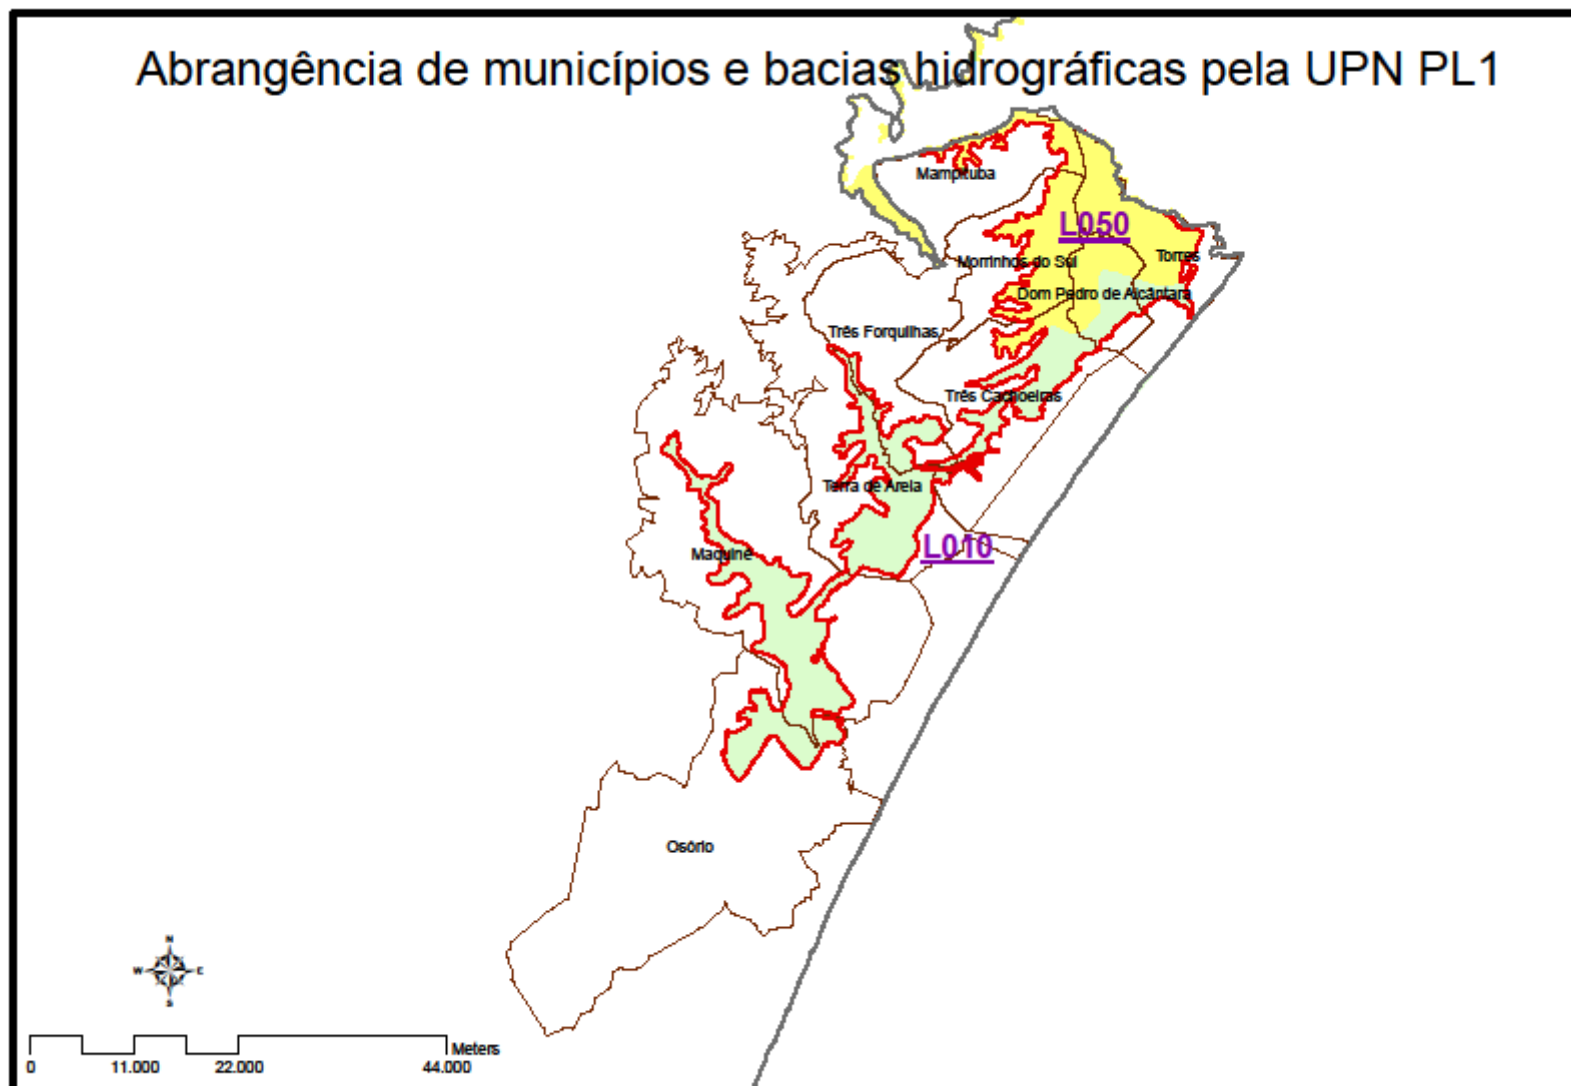 Abrangência de municípios e bacias hidrográficas pela UPN PL1
Mampituba
L050
Morrinhos do Sul
Torres
Dom Pedro de Alcântara
Três Forquilhas
Três Cachoeiras
Terra de Areia
L010
Maquiné
Osório
N
W E
S
Meters
0 11.000 22.000 44.000